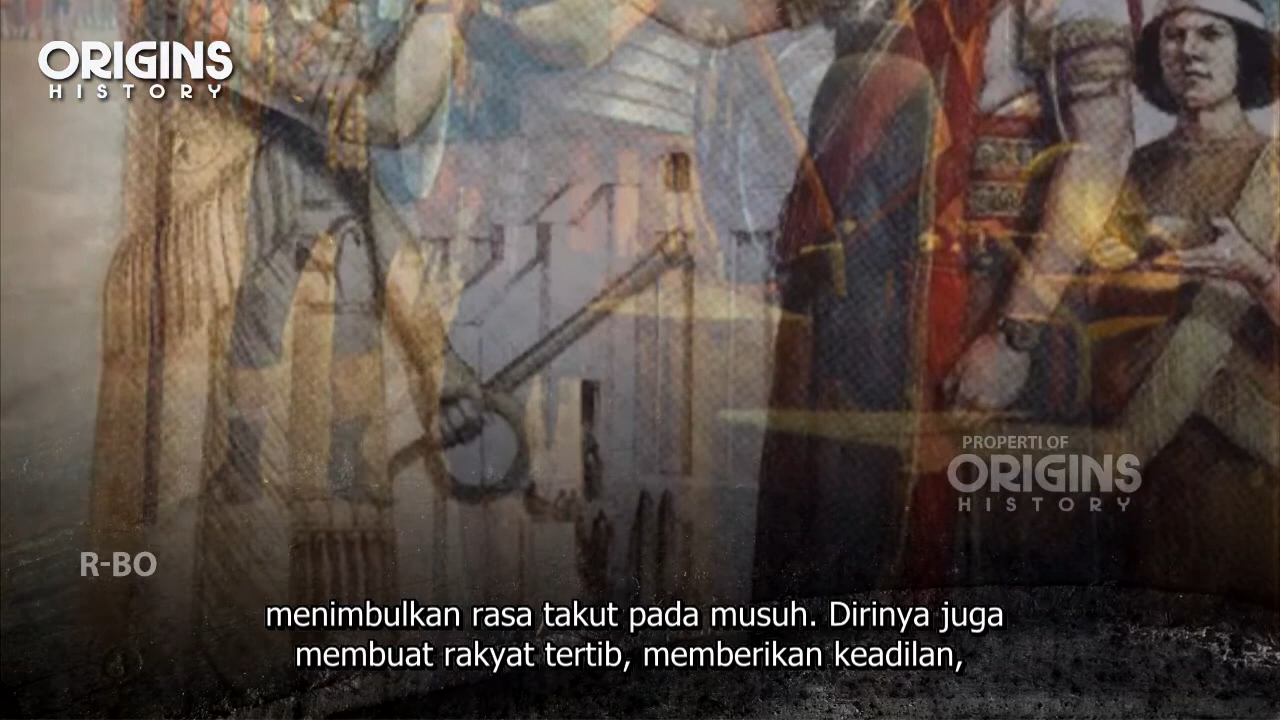 ORIGINS
HISTORY
PROPERTI OF
ORIGINS
HISTORY
R-BO
menimbulkan rasa takut pada musuh. Dirinya juga
membuat rakyat tertib, memberikan keadilan,